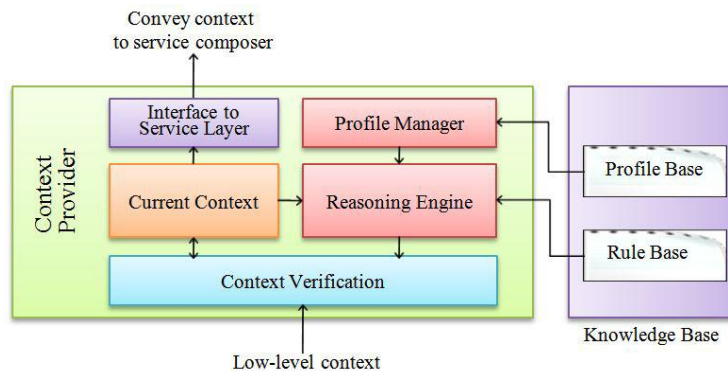 Convey context
to service composer
Interface to
Service Layer
Profile Manager
Context
Provider
Current Context
Reasoning Engine
Profile Base
Rule Base
Context Verification
Knowledge Base
Low-level context